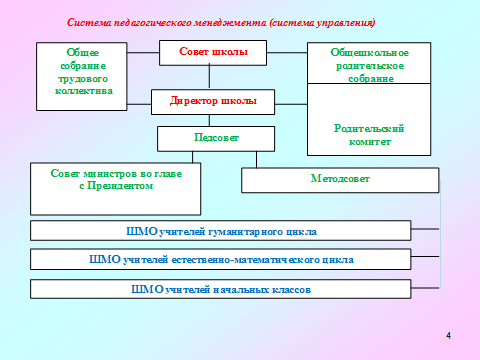 Система педагогического менеджмента (система управления)
Общее
собрание
трудового
коллектива
Совет школы
Общешкольное
родительское
собрание
Директор школы
Родительский
комитет
Педсовет
Совет министров во главе
с Президентом
Методсовет
ШМО учителей гуманитарного цикла
ШМО учителей естественно-математического цикла
ШМО учителей начальных классов
4